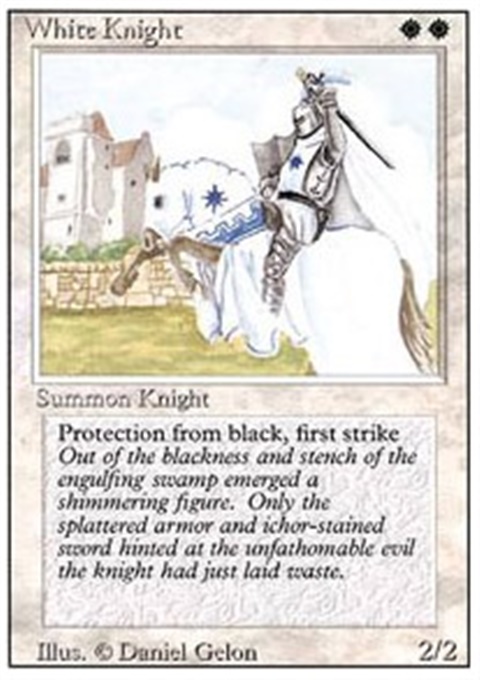 White Knight
Summon Knight
Protection from black, first strike
Out of the blackness and stench of the
engulfing swamp emerged a
shimmering figure. Only the
splattered armor and ichor-stained
sword hinted at the unfathomable evil
the knight had just laid waste.
Illus. © Daniel Gelon
2/2